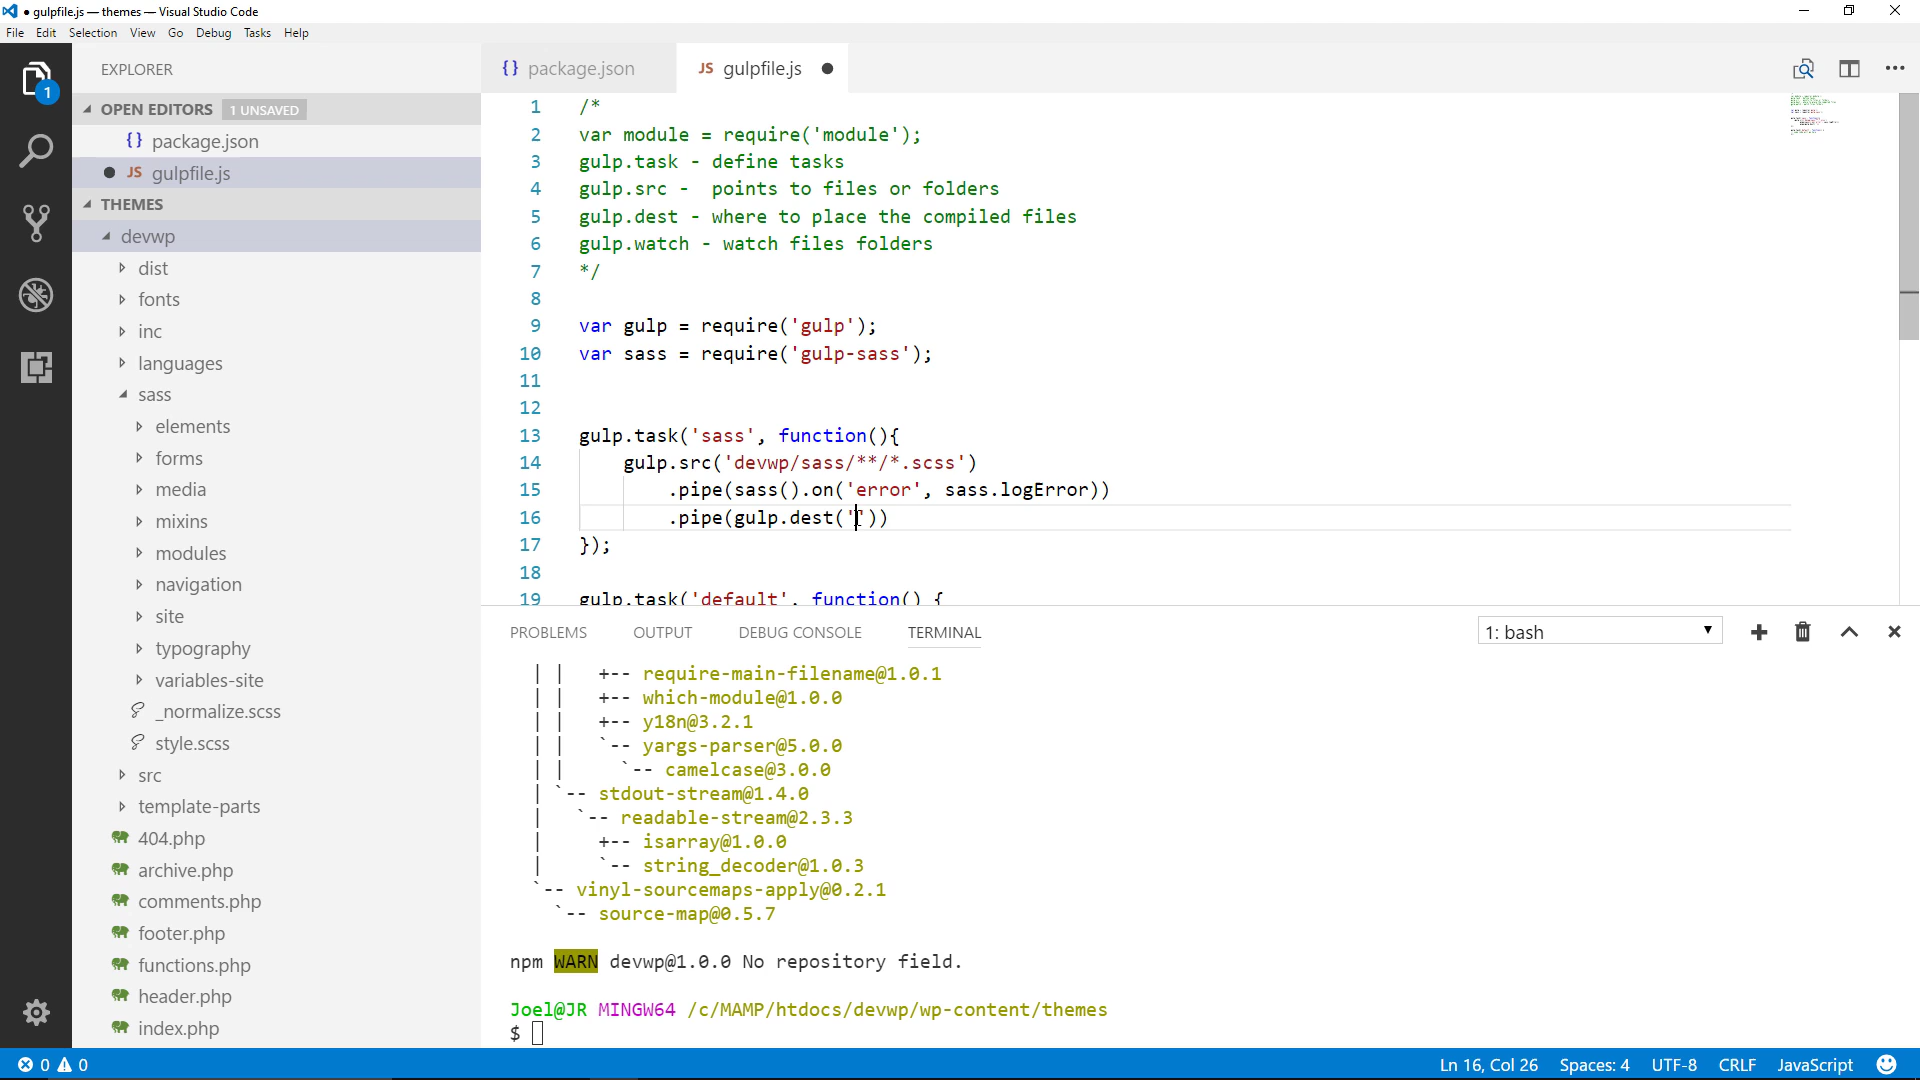 ● gulpfile.js — themes — Visual Studio Code
File Edit Selection View Go Debug Tasks Help
1
EXPLORER
OPEN EDITORS 1 UNSAVED
{} package.json
● JS gulpfile.js
THEMES
devwp
dist
fonts
inc
languages
sass
elements
forms
media
mixins
modules
navigation
site
typography
variables-site
_normalize.scss
style.scss
src
template-parts
404.php
archive.php
comments.php
footer.php
functions.php
header.php
index.php
{} package.json JS gulpfile.js ●
1 /*
2 var module = require('module');
3 gulp.task - define tasks
4 gulp.src -  points to files or folders
5 gulp.dest - where to place the compiled files
6 gulp.watch - watch files folders
7 */
8
9 var gulp = require('gulp');
10 var sass = require('gulp-sass');
11
12
13 gulp.task('sass', function(){
14     gulp.src('devwp/sass/**/*.scss')
15         .pipe(sass().on('error', sass.logError))
16         .pipe(gulp.dest(''))
17 });
18
19 gulp.task('default', function() {
PROBLEMS OUTPUT DEBUG CONSOLE TERMINAL 1: bash
| |   +-- require-main-filename@1.0.1
| |   +-- which-module@1.0.0
| |   +-- y18n@3.2.1
| |   `-- yargs-parser@5.0.0
| |     `-- camelcase@3.0.0
| `-- stdout-stream@1.4.0
|   `-- readable-stream@2.3.3
|     +-- isarray@1.0.0
|     `-- string_decoder@1.0.3
`-- vinyl-sourcemaps-apply@0.2.1
  `-- source-map@0.5.7
npm WARN devwp@1.0.0 No repository field.
Joel@JR MINGW64 /c/MAMP/htdocs/devwp/wp-content/themes
$
0 0 Ln 16, Col 26 Spaces: 4 UTF-8 CRLF JavaScript